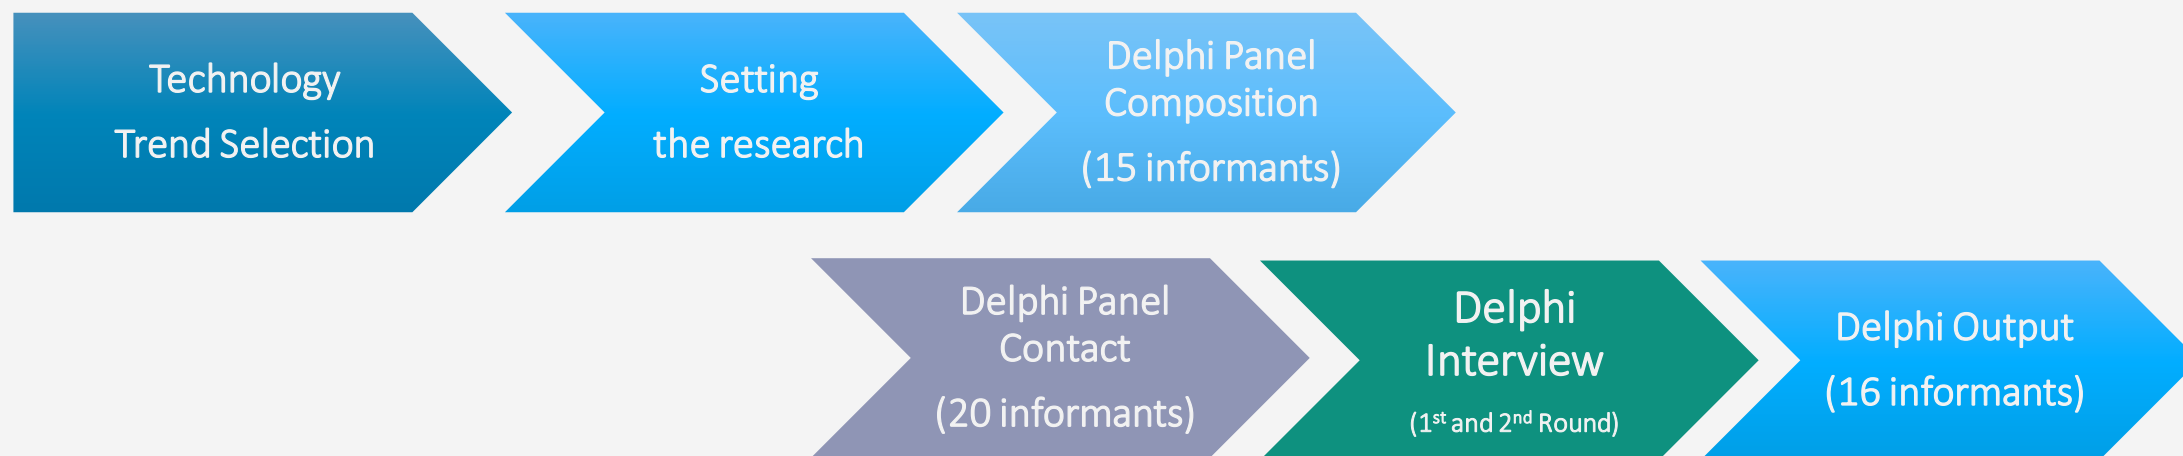 Technology
Trend Selection
Setting
the research
Delphi Panel
Composition
(15 informants)
Delphi Panel
Contact
(20 informants)
Delphi
Interview
(1st and 2nd Round)
Delphi Output
(16 informants)